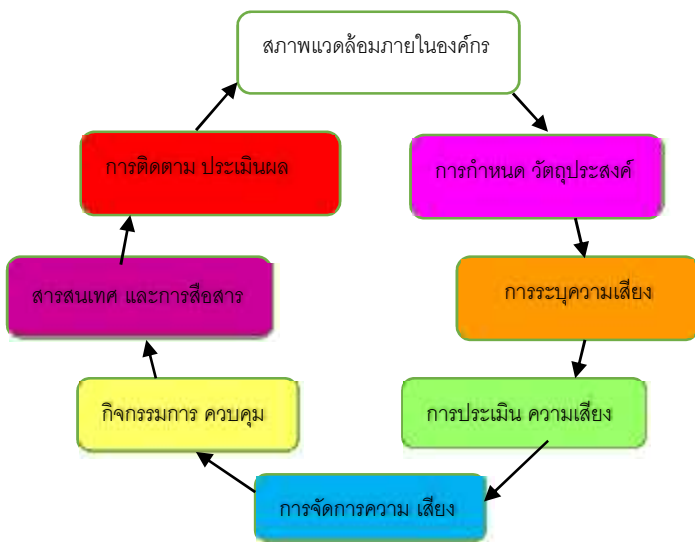 สภาพแวดล้อมภายในองค์กร
การกำหนด วัตถุประสงค์
การระบุความเสี่ยง
การประเมิน ความเสี่ยง
การจัดการความ เสี่ยง
กิจกรรมการ ควบคุม
สารสนเทศ และการสื่อสาร
การติดตาม ประเมินผล